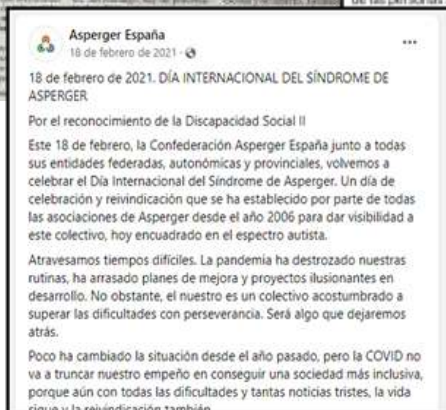 Asperger España
18 de febrero de 2021
18 de febrero de 2021. DÍA INTERNACIONAL DEL SÍNDROME DE
ASPERGER
Por el reconocimiento de la Discapacidad Social II
Este 18 de febrero, la Confederación Asperger España junto a todas
sus entidades federadas, autonómicas y provinciales, volvemos a
celebrar el Día Internacional del Síndrome de Asperger. Un día de
celebración y reivindicación que se ha establecido por parte de todas
las asociaciones de Asperger desde el año 2006 para dar visibilidad a
este colectivo, hoy encuadrado en el espectro autista.
Atravesamos tiempos difíciles. La pandemia ha destrozado nuestras
rutinas, ha arrasado planes de mejora y proyectos ilusionantes en
desarrollo. No obstante, el nuestro es un colectivo acostumbrado a
superar las dificultades con perseverancia. Será algo que dejaremos
atrás.
Poco ha cambiado la situación desde el año pasado, pero la COVID no
va a truncar nuestro empeño en conseguir una sociedad más inclusiva,
porque aún con todas las dificultades y tantas noticias tristes, la vida
sigue y la reivindicación también